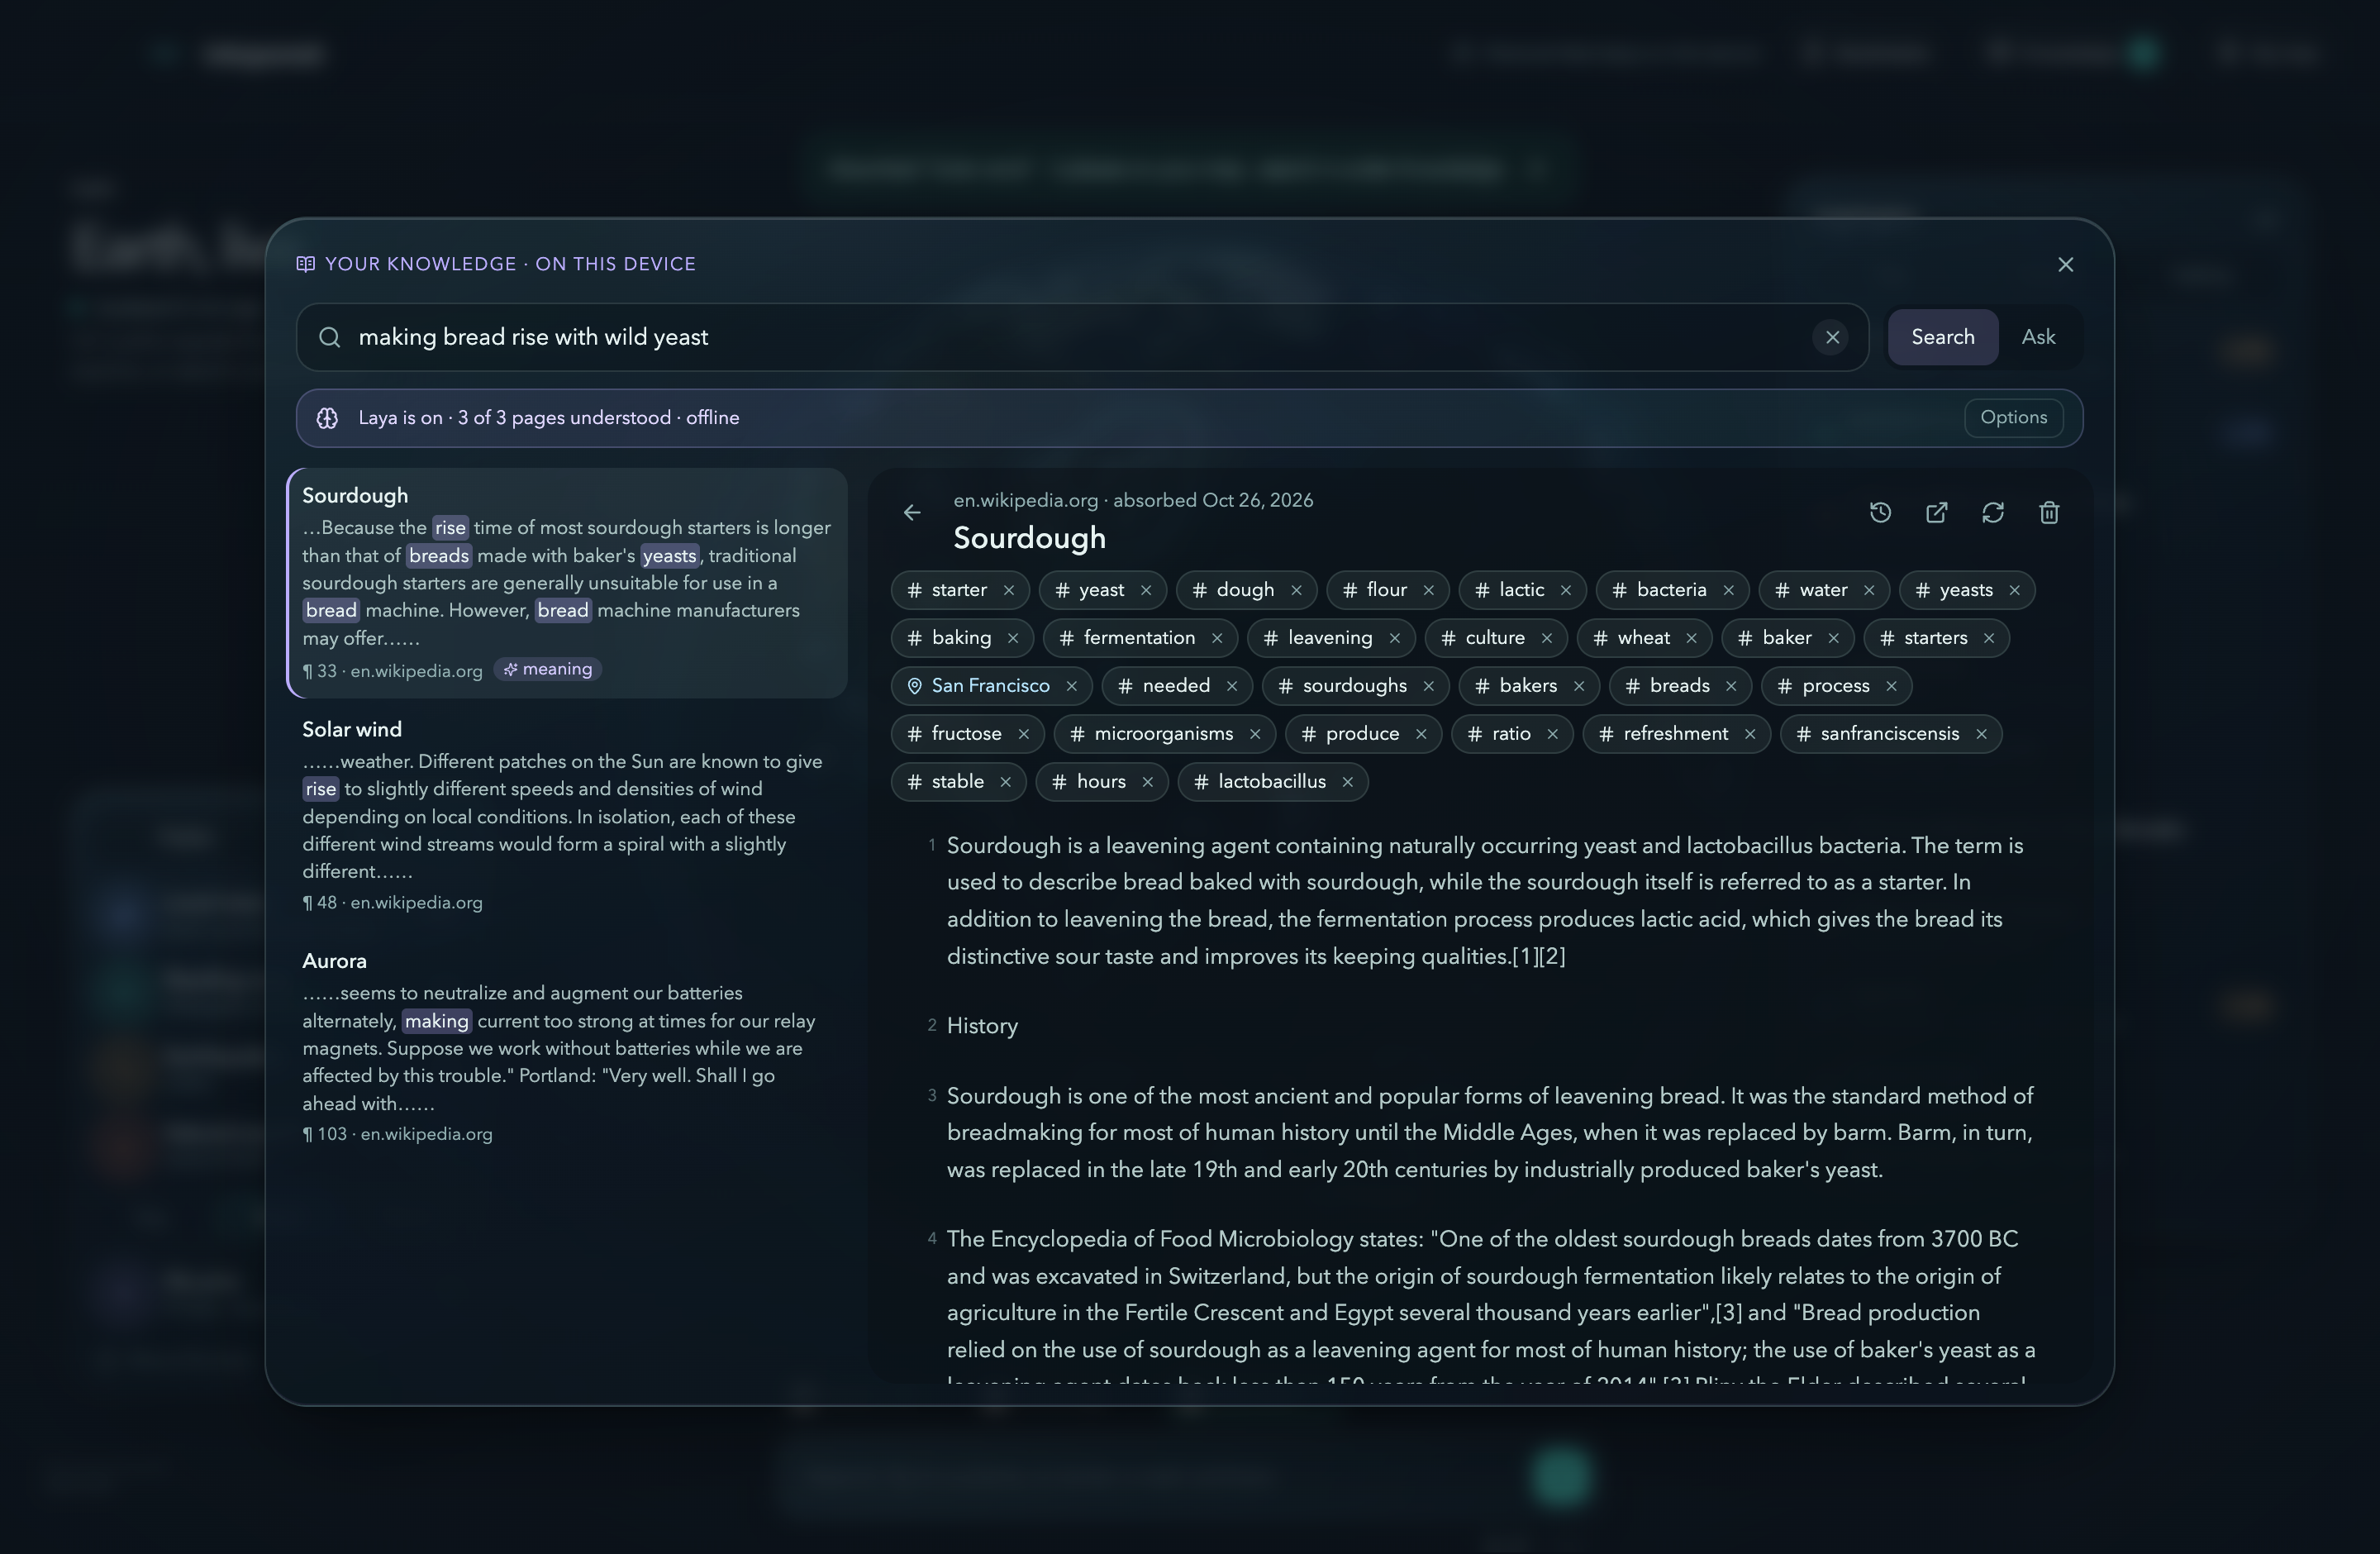 YOUR KNOWLEDGE · ON THIS DEVICE
making bread rise with wild yeast
Search
Ask
Laya is on · 3 of 3 pages understood · offline
Options
Sourdough
…Because the rise time of most sourdough starters is longer
than that of breads made with baker's yeasts, traditional
sourdough starters are generally unsuitable for use in a
bread machine. However, bread machine manufacturers
may offer……
¶ 33 · en.wikipedia.org meaning
Solar wind
……weather. Different patches on the Sun are known to give
rise to slightly different speeds and densities of wind
depending on local conditions. In isolation, each of these
different wind streams would form a spiral with a slightly
different……
¶ 48 · en.wikipedia.org
Aurora
……seems to neutralize and augment our batteries
alternately, making current too strong at times for our relay
magnets. Suppose we work without batteries while we are
affected by this trouble." Portland: "Very well. Shall I go
ahead with……
¶ 103 · en.wikipedia.org
en.wikipedia.org · absorbed Oct 26, 2026
Sourdough
# starter × # yeast × # dough × # flour × # lactic × # bacteria × # water × # yeasts ×
# baking × # fermentation × # leavening × # culture × # wheat × # baker × # starters ×
San Francisco × # needed × # sourdoughs × # bakers × # breads × # process ×
# fructose × # microorganisms × # produce × # ratio × # refreshment × # sanfranciscensis ×
# stable × # hours × # lactobacillus ×
1 Sourdough is a leavening agent containing naturally occurring yeast and lactobacillus bacteria. The term is
used to describe bread baked with sourdough, while the sourdough itself is referred to as a starter. In
addition to leavening the bread, the fermentation process produces lactic acid, which gives the bread its
distinctive sour taste and improves its keeping qualities.[1][2]
2 History
3 Sourdough is one of the most ancient and popular forms of leavening bread. It was the standard method of
breadmaking for most of human history until the Middle Ages, when it was replaced by barm. Barm, in turn,
was replaced in the late 19th and early 20th centuries by industrially produced baker's yeast.
4 The Encyclopedia of Food Microbiology states: "One of the oldest sourdough breads dates from 3700 BC
and was excavated in Switzerland, but the origin of sourdough fermentation likely relates to the origin of
agriculture in the Fertile Crescent and Egypt several thousand years earlier",[3] and "Bread production
relied on the use of sourdough as a leavening agent for most of human history; the use of baker's yeast as a
leavening agent dates back less than 150 years from the year of 2014".[3] Pliny the Elder described several